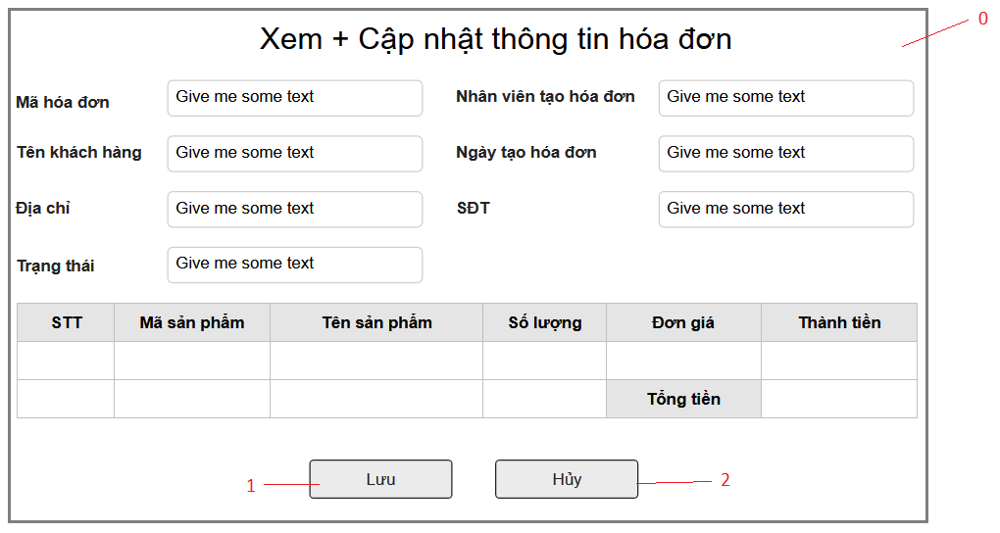 Xem + Cập nhật thông tin hóa đơn
0
Mã hóa đơn Give me some text Nhân viên tạo hóa đơn Give me some text
Tên khách hàng Give me some text Ngày tạo hóa đơn Give me some text
Địa chỉ Give me some text SĐT Give me some text
Trạng thái Give me some text
STT Mã sản phẩm Tên sản phẩm Số lượng Đơn giá Thành tiền
Tổng tiền
1 Lưu Hủy 2